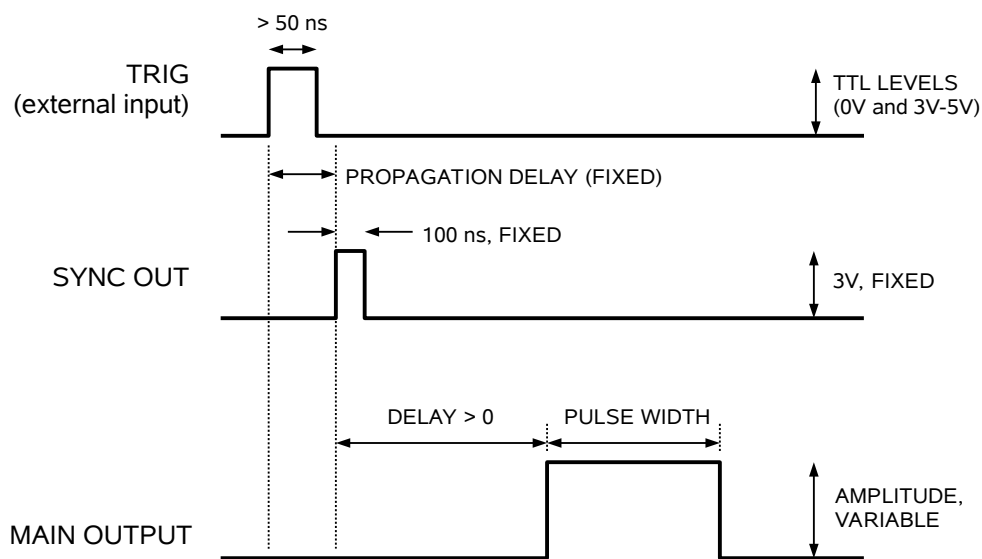 > 50 ns
TRIG
(external input)
TTL LEVELS
(0V and 3V-5V)
PROPAGATION DELAY (FIXED)
100 ns, FIXED
SYNC OUT
3V, FIXED
DELAY > 0
PULSE WIDTH
MAIN OUTPUT
AMPLITUDE,
VARIABLE